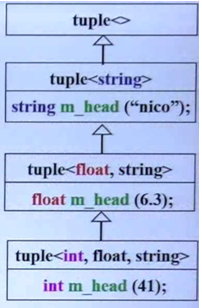 tuple<>
tuple<string>
string m_head (“nico”);
tuple<float, string>
float m_head (6.3);
tuple<int, float, string>
int m_head (41);